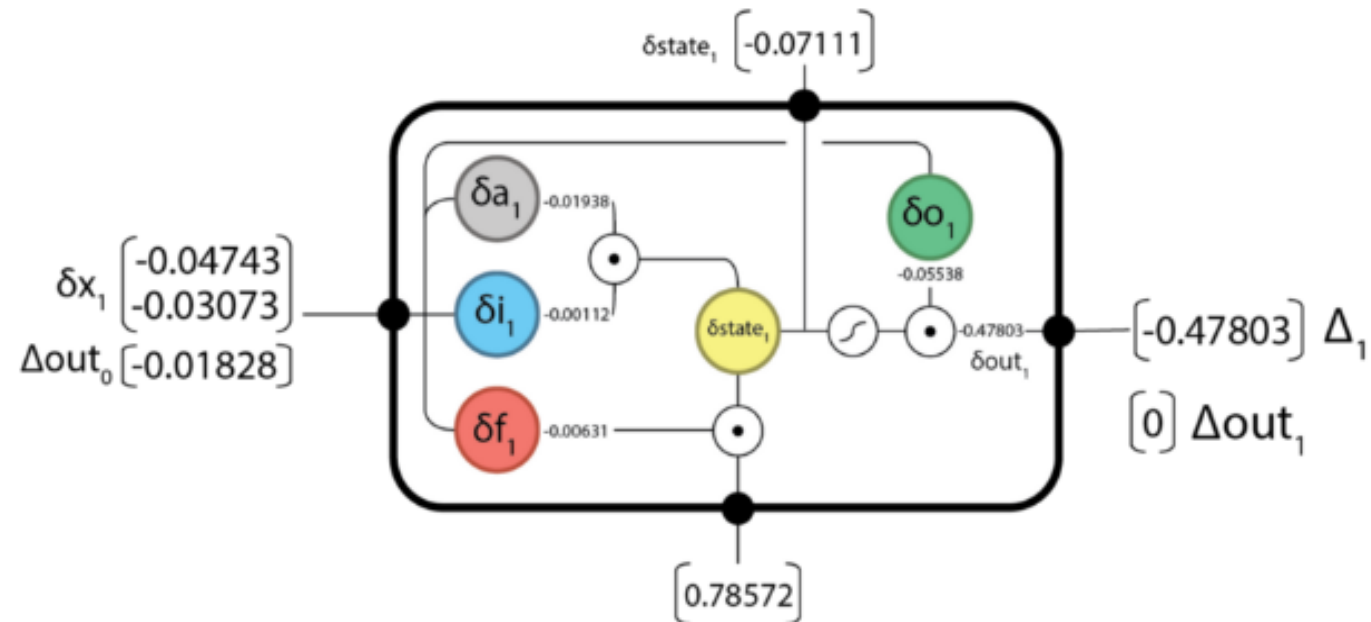 δstate₁ [-0.07111]
δa₁ -0.01938
δo₁
-0.05538
δx₁ [-0.04743
-0.03073]
δi₁ -0.00112
δstate₁
-0.47803
δout₁
[-0.47803] Δ₁
Δout₀ [-0.01828]
δf₁ -0.00631
[0] Δout₁
[0.78572]